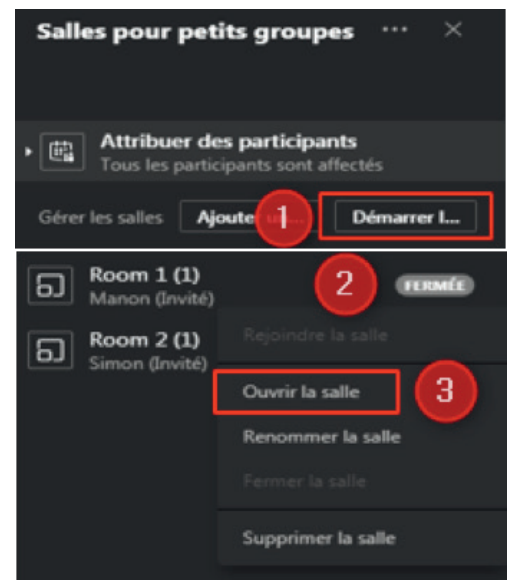 Salles pour petits groupes ... ×
Attribuer des participants
Tous les participants sont affectés
Gérer les salles Ajouter un... 1 Démarrer l...
Room 1 (1) 2 FERMÉE
Manon (Invité)
Rejoindre la salle
Room 2 (1)
Simon (Invité)
Ouvrir la salle 3
Renommer la salle
Fermer la salle
Supprimer la salle